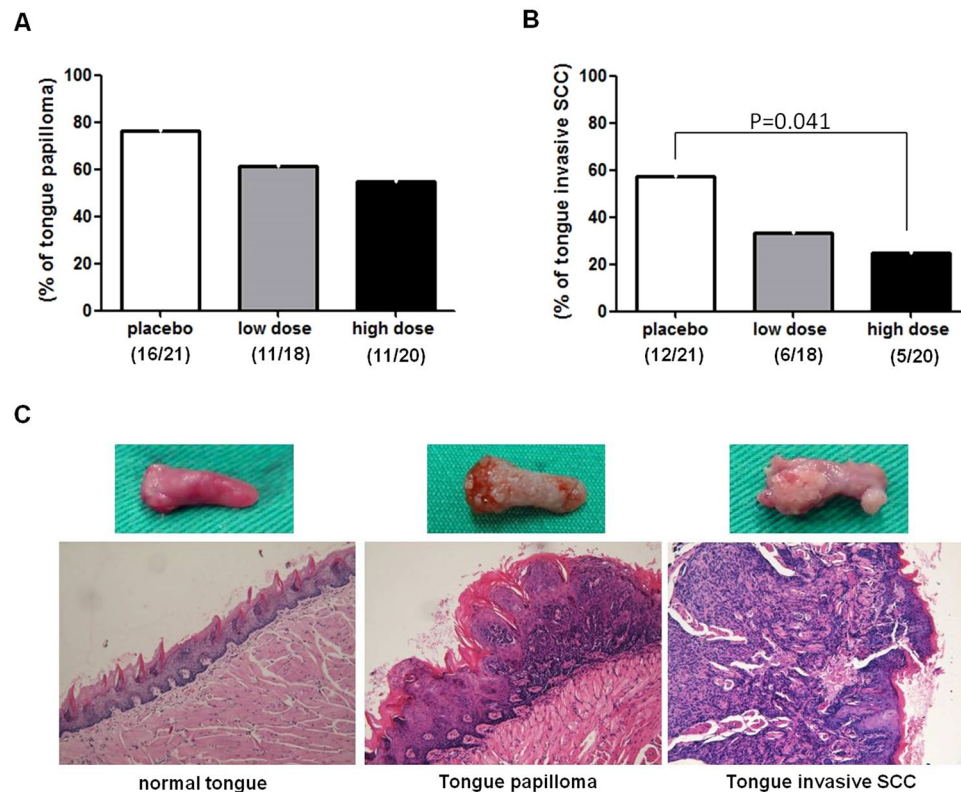 A
(% of tongue papilloma)
100
80
60
40
20
0
placebo
low dose
high dose
(16/21)
(11/18)
(11/20)
B
(% of tongue invasive SCC)
100
80
60
40
20
0
P=0.041
placebo
low dose
high dose
(12/21)
(6/18)
(5/20)
C
normal tongue
Tongue papilloma
Tongue invasive SCC